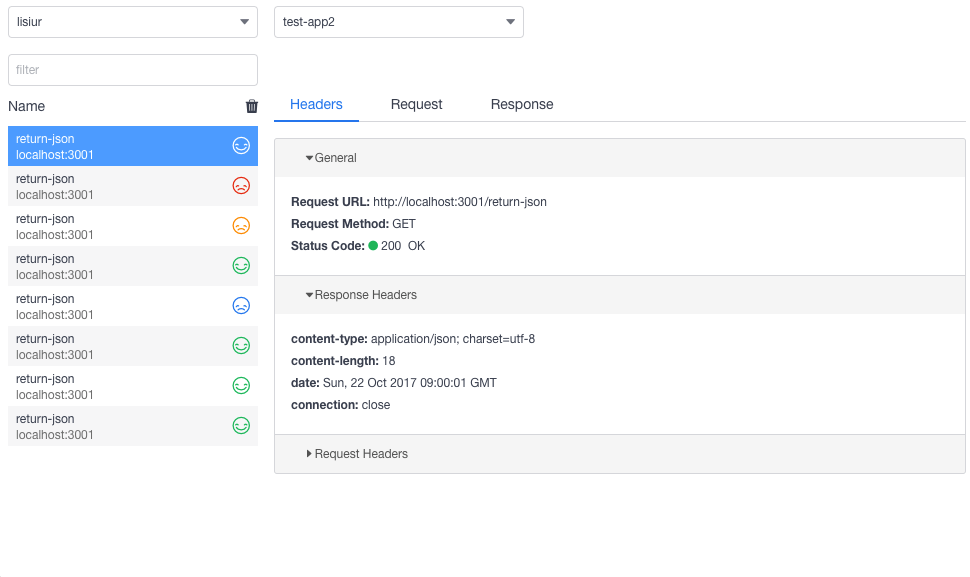 lisiur
test-app2
filter
Name
Headers
Request
Response
return-json
localhost:3001
return-json
localhost:3001
return-json
localhost:3001
return-json
localhost:3001
return-json
localhost:3001
return-json
localhost:3001
return-json
localhost:3001
return-json
localhost:3001
General
Request URL: http://localhost:3001/return-json
Request Method: GET
Status Code: 200 OK
Response Headers
content-type: application/json; charset=utf-8
content-length: 18
date: Sun, 22 Oct 2017 09:00:01 GMT
connection: close
Request Headers